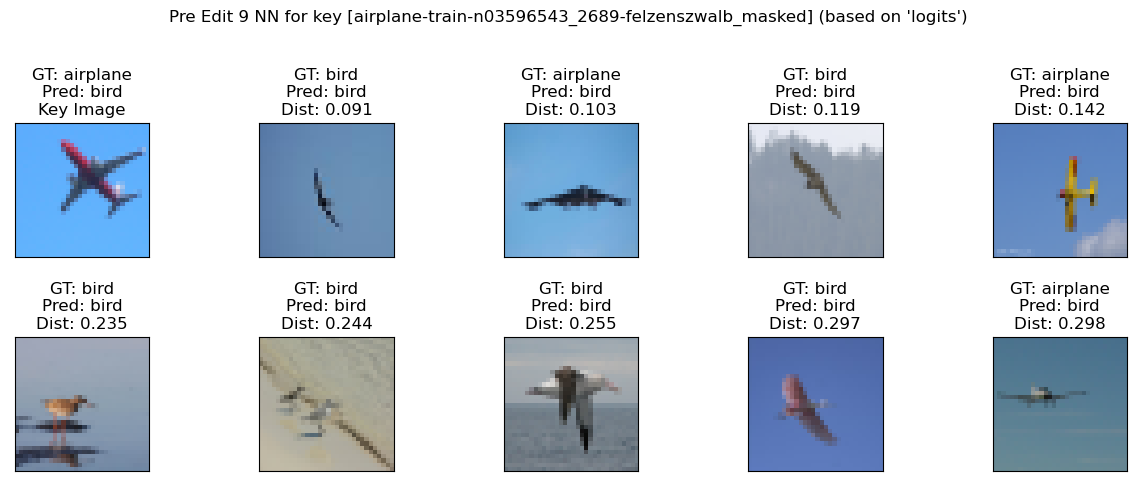 Pre Edit 9 NN for key [airplane-train-n03596543_2689-felzenszwalb_masked] (based on 'logits')
GT: airplane
Pred: bird
Key Image
GT: bird
Pred: bird
Dist: 0.091
GT: airplane
Pred: bird
Dist: 0.103
GT: bird
Pred: bird
Dist: 0.119
GT: airplane
Pred: bird
Dist: 0.142
GT: bird
Pred: bird
Dist: 0.235
GT: bird
Pred: bird
Dist: 0.244
GT: bird
Pred: bird
Dist: 0.255
GT: bird
Pred: bird
Dist: 0.297
GT: airplane
Pred: bird
Dist: 0.298